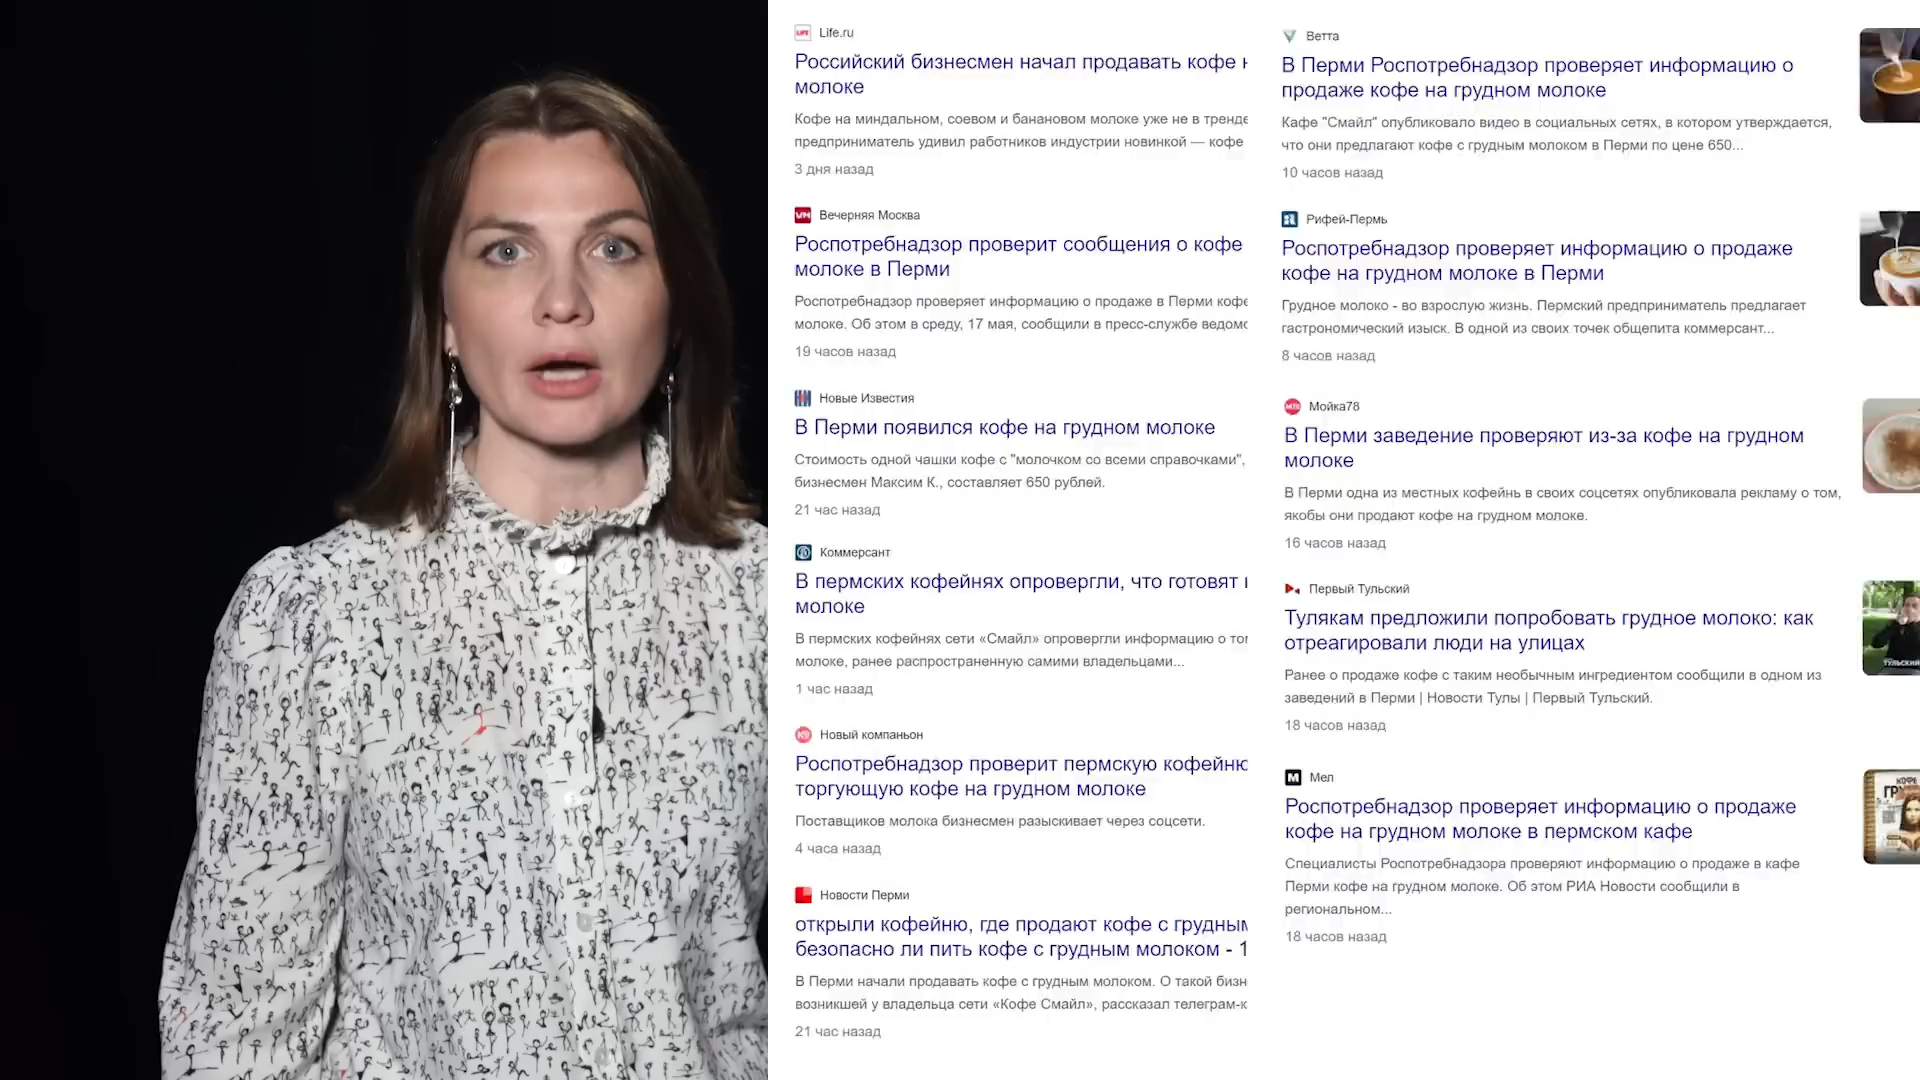 Life.ru
Российский бизнесмен начал продавать кофе
молоке
Кофе на миндальном, соевом и банановом молоке уже не в тренде
предприниматель удивил работников индустрии новинкой — кофе
3 дня назад
Вечерняя Москва
Роспотребнадзор проверит сообщения о кофе
молоке в Перми
Роспотребнадзор проверяет информацию о продаже в Перми кофе
молоке. Об этом в среду, 17 мая, сообщили в пресс-службе
19 часов назад
Новые Известия
В Перми появился кофе на грудном молоке
Стоимость одной чашки кофе с "молочком со всеми справочками",
бизнесмен Максим К., составляет 650 рублей.
21 час назад
Коммерсант
В пермских кофейнях опровергли, что готовят
молоке
В пермских кофейнях сети «Смайл» опровергли информацию о
молоке, ранее распространенную самими владельцами...
1 час назад
Новый компаньон
Роспотребнадзор проверит пермскую кофейню
торгующую кофе на грудном молоке
Поставщиков молока бизнесмен разыскивает через соцсети.
4 часа назад
Новости Перми
открыли кофейню, где продают кофе с грудным
безопасно ли пить кофе с грудным молоком - 1
В Перми начали продавать кофе с грудным молоком. О такой
возникшей у владельца сети «Кофе Смайл», рассказал
21 час назад
Ветта
В Перми Роспотребнадзор проверяет информацию о
продаже кофе на грудном молоке
Кафе "Смайл" опубликовало видео в социальных сетях, в котором утверждается,
что они предлагают кофе с грудным молоком в Перми по цене 650...
10 часов назад
Рифей-Пермь
Роспотребнадзор проверяет информацию о продаже
кофе на грудном молоке в Перми
Грудное молоко - во взрослую жизнь. Пермский предприниматель предлагает
гастрономический изыск. В одной из своих точек общепита коммерсант...
8 часов назад
Мойка78
В Перми заведение проверяют из-за кофе на грудном
молоке
В Перми одна из местных кофейнь в своих соцсетях опубликовала рекламу о том,
якобы они продают кофе на грудном молоке.
16 часов назад
Первый Тульский
Тулякам предложили попробовать грудное молоко: как
отреагировали люди на улицах
Ранее о продаже кофе с таким необычным ингредиентом сообщили в одном из
заведений в Перми | Новости Тулы | Первый Тульский.
18 часов назад
Мел
Роспотребнадзор проверяет информацию о продаже
кофе на грудном молоке в пермском кафе
Специалисты Роспотребнадзора проверяют информацию о продаже в кафе
Перми кофе на грудном молоке. Об этом РИА Новости сообщили в
региональном...
18 часов назад